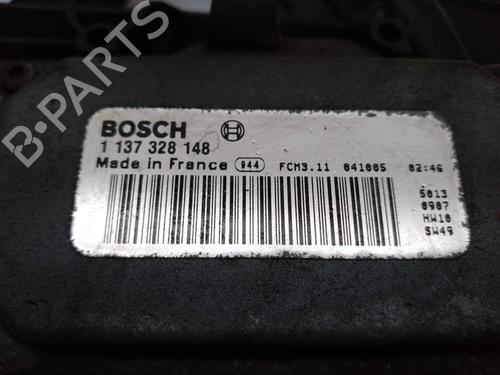 B-PARTS
BOSCH
1 137 328 148
Made in France 944 FCM3.11 041005 02:46
5013
0907
HW10
SW49